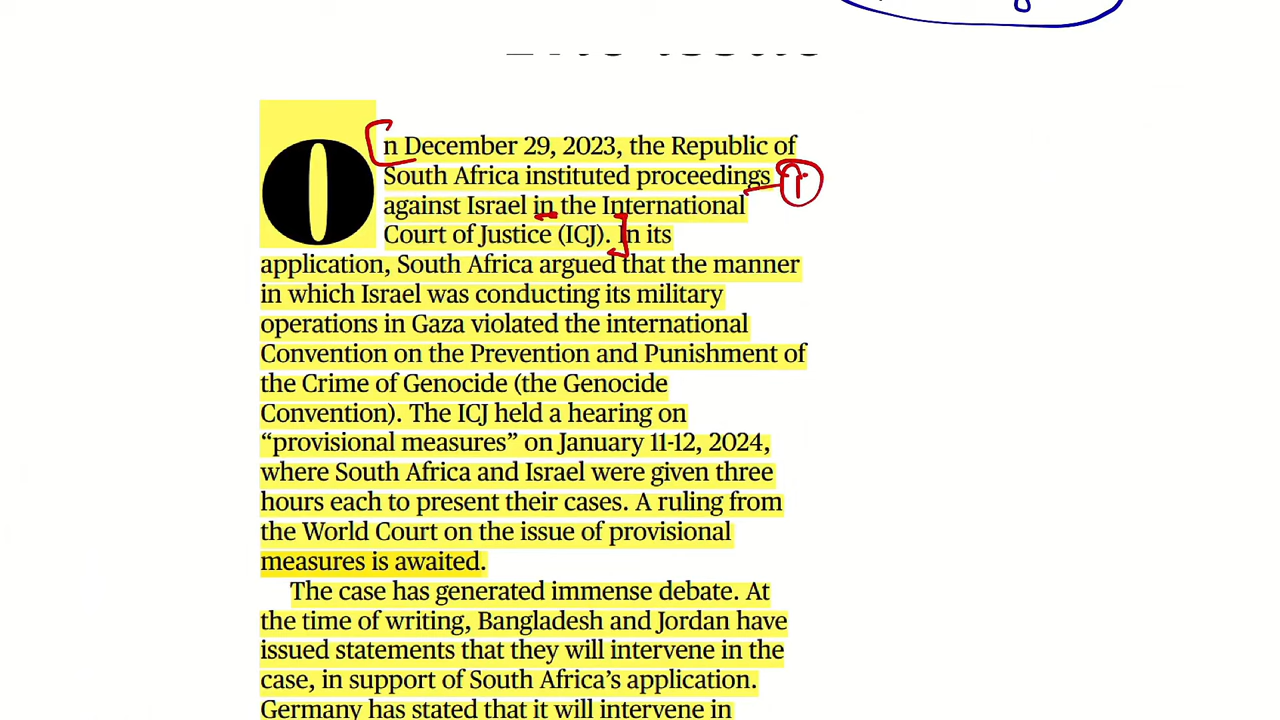 On December 29, 2023, the Republic of
South Africa instituted proceedings
against Israel in the International
Court of Justice (ICJ). In its
application, South Africa argued that the manner
in which Israel was conducting its military
operations in Gaza violated the international
Convention on the Prevention and Punishment of
the Crime of Genocide (the Genocide
Convention). The ICJ held a hearing on
“provisional measures” on January 11-12, 2024,
where South Africa and Israel were given three
hours each to present their cases. A ruling from
the World Court on the issue of provisional
measures is awaited.
The case has generated immense debate. At
the time of writing, Bangladesh and Jordan have
issued statements that they will intervene in the
case, in support of South Africa’s application.
Germany has stated that it will intervene in